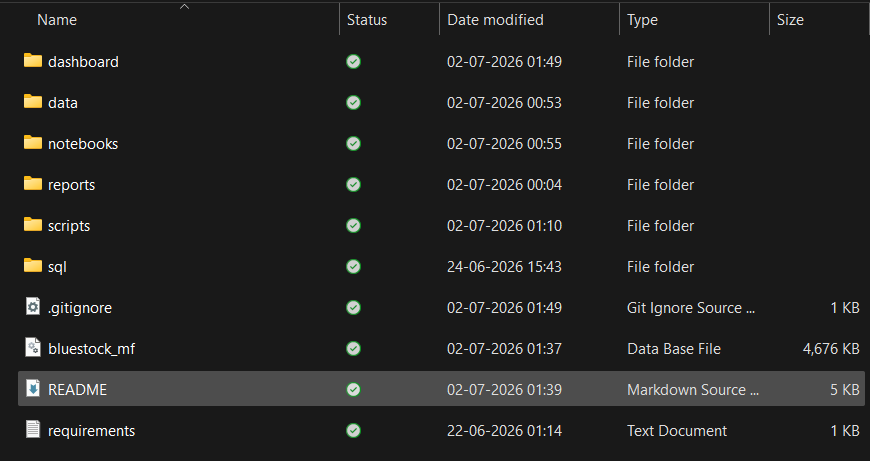 Name Status Date modified Type Size
dashboard 02-07-2026 01:49 File folder
data 02-07-2026 00:53 File folder
notebooks 02-07-2026 00:55 File folder
reports 02-07-2026 00:04 File folder
scripts 02-07-2026 01:10 File folder
sql 24-06-2026 15:43 File folder
.gitignore 02-07-2026 01:49 Git Ignore Source ... 1 KB
bluestock_mf 02-07-2026 01:37 Data Base File 4,676 KB
README 02-07-2026 01:39 Markdown Source ... 5 KB
requirements 22-06-2026 01:14 Text Document 1 KB